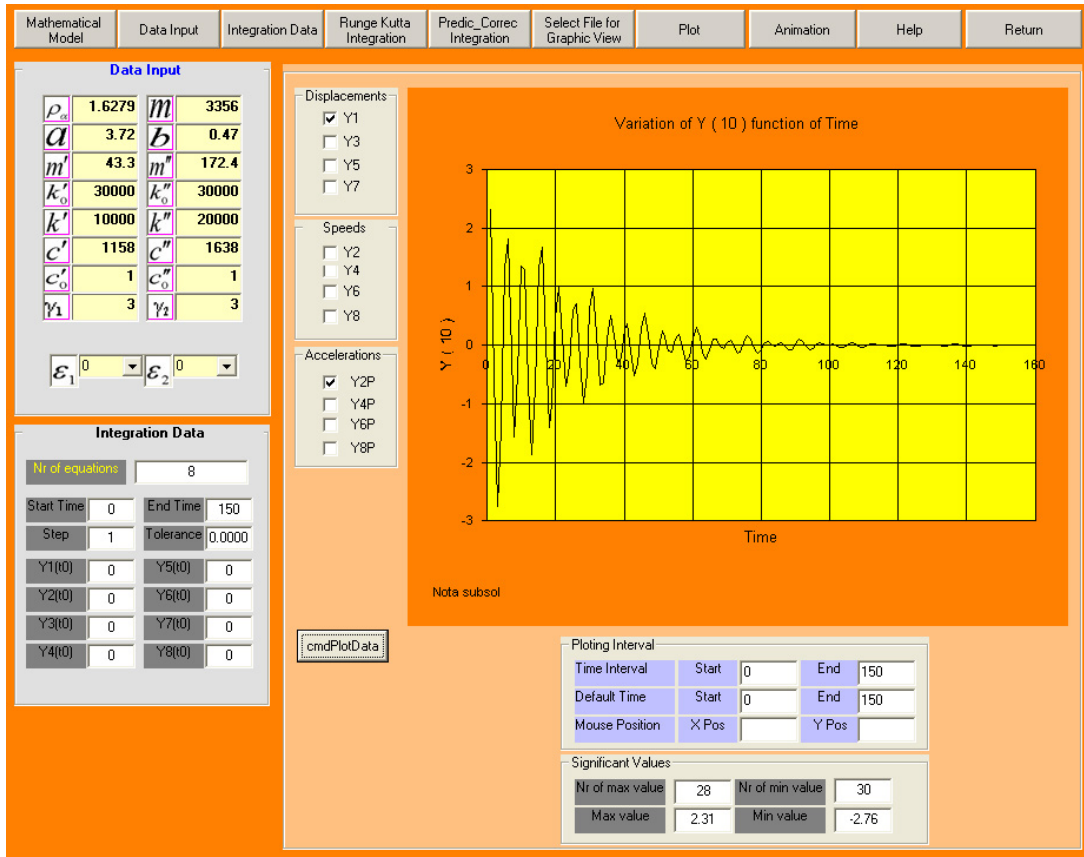 Mathematical Model
Data Input
Integration Data
Runge Kutta Integration
Predic_Correc Integration
Select File for Graphic View
Plot
Animation
Help
Return
Data Input
ρα 1.6279 m 3356
a 3.72 b 0.47
m' 43.3 m" 172.4
k'o 30000 k"o 30000
k' 10000 k" 20000
c' 1158 c" 1638
c'o 1 c"o 1
γ1 3 γ2 3
ε1 0 ε2 0
Integration Data
Nr of equations 8
Start Time 0 End Time 150
Step 1 Tolerance 0.0000
Y1(t0) 0 Y5(t0) 0
Y2(t0) 0 Y6(t0) 0
Y3(t0) 0 Y7(t0) 0
Y4(t0) 0 Y8(t0) 0
Displacements
Y1
Y3
Y5
Y7
Speeds
Y2
Y4
Y6
Y8
Accelerations
Y2P
Y4P
Y6P
Y8P
cmdPlotData
Variation of Y ( 10 ) function of Time
Y ( 10 )
3
2
1
0
-1
-2
-3
0 20 40 60 80 100 120 140 160
Time
Nota subsol
Ploting Interval
Time Interval Start 0 End 150
Default Time Start 0 End 150
Mouse Position X Pos Y Pos
Significant Values
Nr of max value 28 Nr of min value 30
Max value 2.31 Min value -2.76